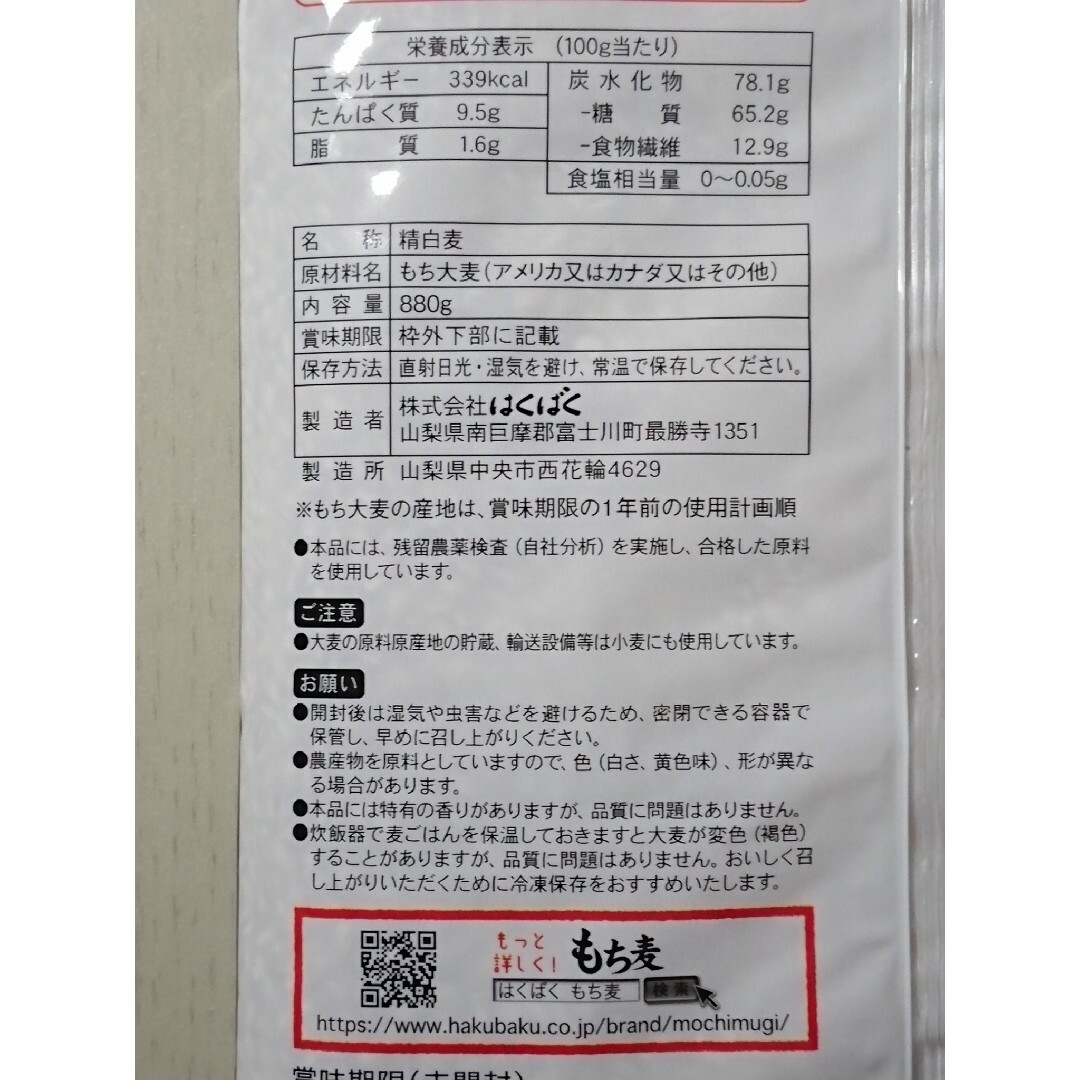 栄養成分表示 (100g当たり)
エネルギー 339kcal
たんぱく質 9.5g
脂質 1.6g
炭水化物 78.1g
-糖質 65.2g
-食物繊維 12.9g
食塩相当量 0〜0.05g
名称 精白麦
原材料名 もち大麦(アメリカ又はカナダ又はその他)
内容量 880g
賞味期限 枠外下部に記載
保存方法 直射日光・湿気を避け、常温で保存してください。
製造者 株式会社はくばく
山梨県南巨摩郡富士川町最勝寺1351
製造所 山梨県中央市西花輪4629
※もち大麦の産地は、賞味期限の1年前の使用計画順
●本品には、残留農薬検査(自社分析)を実施し、合格した原料
を使用しています。
ご注意
●大麦の原料原産地の貯蔵、輸送設備等は小麦にも使用しています。
お願い
●開封後は湿気や虫害などを避けるため、密閉できる容器で
保管し、早めに召し上がりください。
●農産物を原料としていますので、色(白さ、黄色味)、形が異な
る場合があります。
●本品には特有の香りがありますが、品質に問題はありません。
●炊飯器で麦ごはんを保温しておきますと大麦が変色(褐色)
することがありますが、品質に問題はありません。おいしく召
し上がりいただくために冷凍保存をおすすめいたします。
もっと
詳しく! もち麦
はくばく もち麦 検索
https://www.hakubaku.co.jp/brand/mochimugi/
賞味期限(未開封)